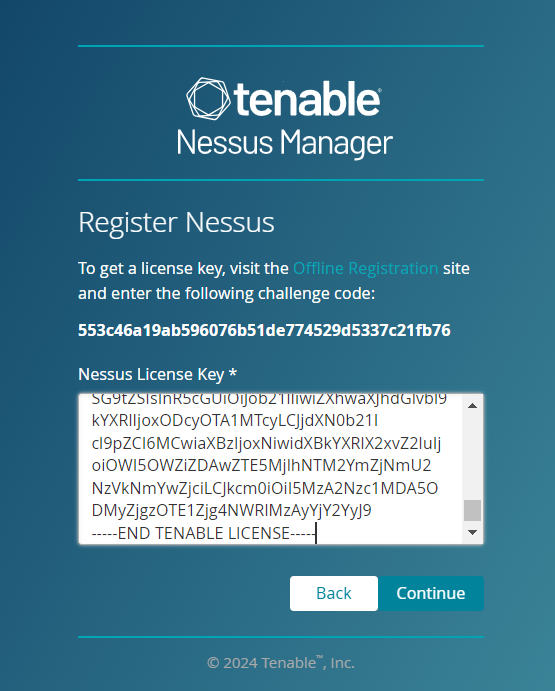 tenable
Nessus Manager
Register Nessus
To get a license key, visit the Offline Registration site
and enter the following challenge code:
553c46a19ab596076b51de774529d5337c21fb76
Nessus License Key *
kYXRlIjoxODcyOTA1MTcyLCJjdXN0b21l
cl9pZCI6MCwiaXBzIjoxNiwidXBkYXRlX2xvZ2luIj
oiOWI5OWZiZDAwZTE5MjlhNTM2YmZjNmU2
NzVkNmYwZjciLCJkcm0iOiI5MzA2Nzc1MDA5O
DMyZjgzOTE1Zjg4NWRlMzAyYjY2YyJ9
-----END TENABLE LICENSE-----
Back
Continue
© 2024 Tenable™, Inc.